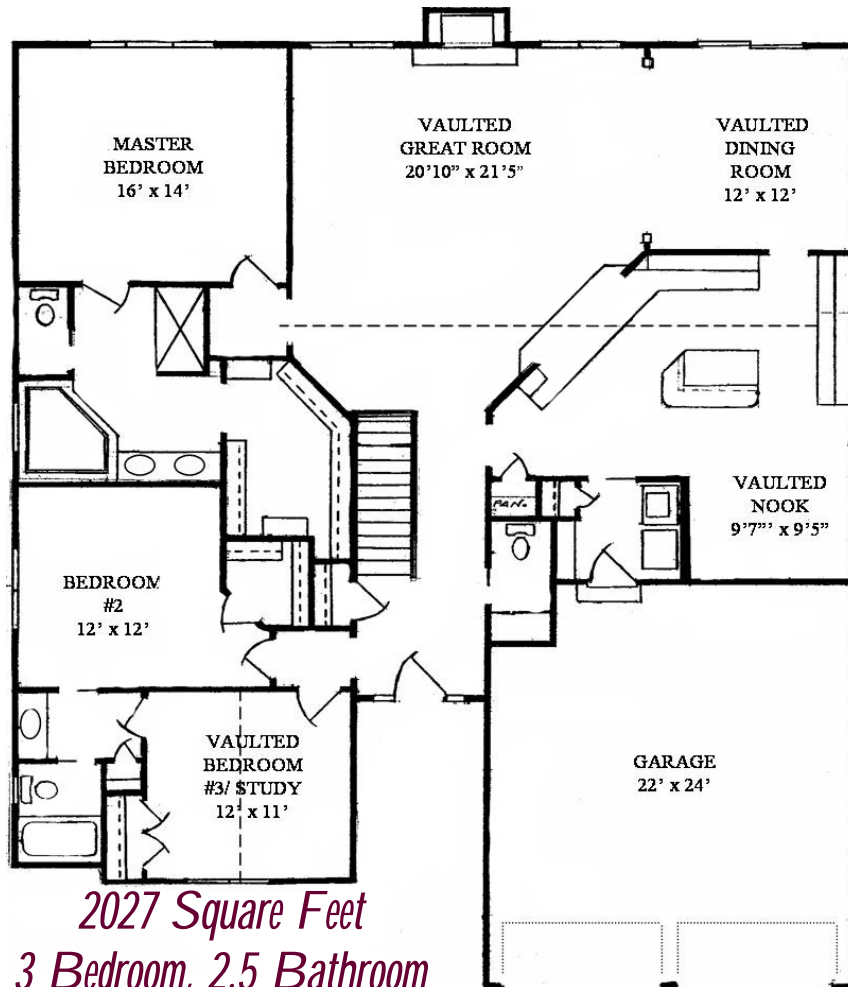 MASTER
BEDROOM
16' x 14'
VAULTED
GREAT ROOM
20'10" x 21'5"
VAULTED
DINING
ROOM
12' x 12'
PAN.
VAULTED
NOOK
9'7"' x 9'5"
BEDROOM
#2
12' x 12'
VAULTED
BEDROOM
#3/ STUDY
12' x 11'
GARAGE
22' x 24'
2027 Square Feet
3 Bedroom, 2.5 Bathroom